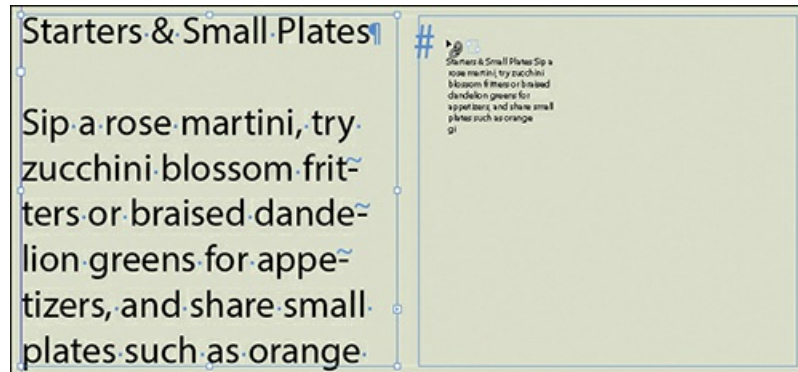 Starters & Small Plates¶
Sip a rose martini, try
zucchini blossom frit-
ters or braised dande-
lion greens for appe-
tizers, and share small
plates such as orange
#
Starters & Small Plates Sip a
rose martini, try zucchini
blossom fritters or braised
dandelion greens for
appetizers, and share small
plates such as orange
gi